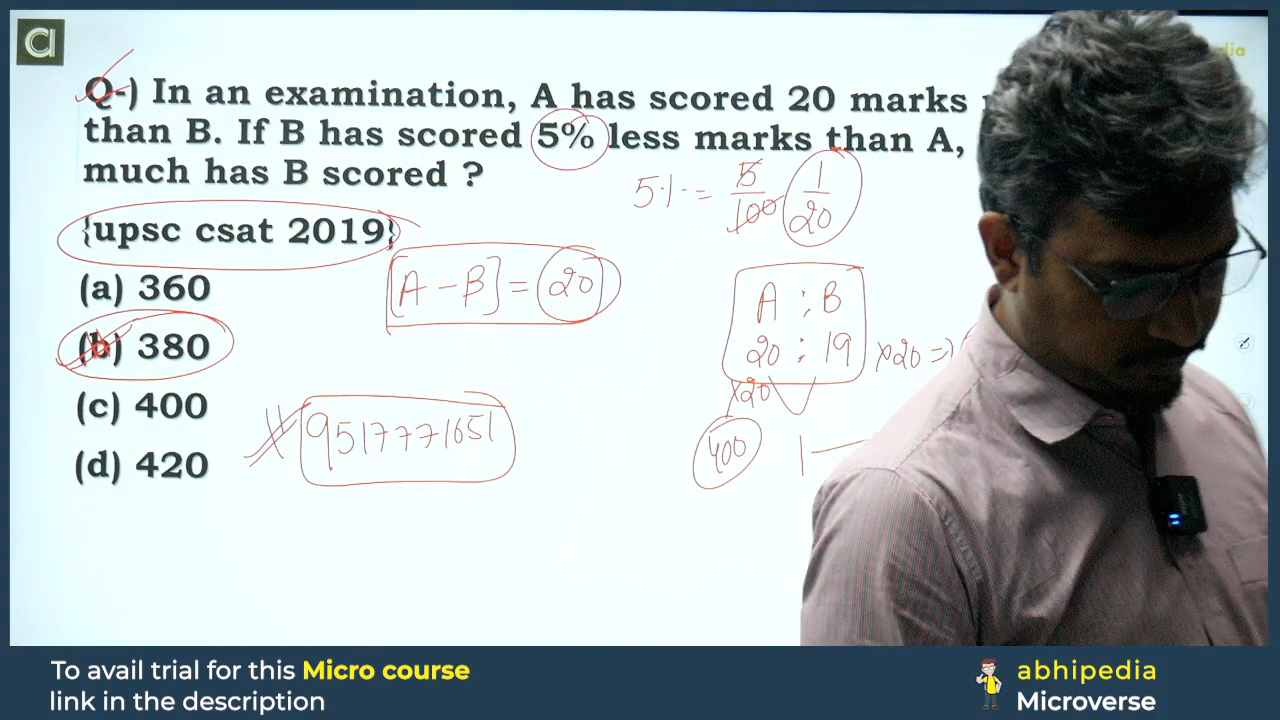 Q-) In an examination, A has scored 20 marks
than B. If B has scored 5% less marks than A,
much has B scored ?
5% = 5/100 1/20
{upsc csat 2019}
[A - B] = 20
(a) 360
A : B
20 : 19 ×20 =>
(b) 380
×20
(c) 400
9517771651
400
1
(d) 420
To avail trial for this Micro course
link in the description
abhipedia
Microverse